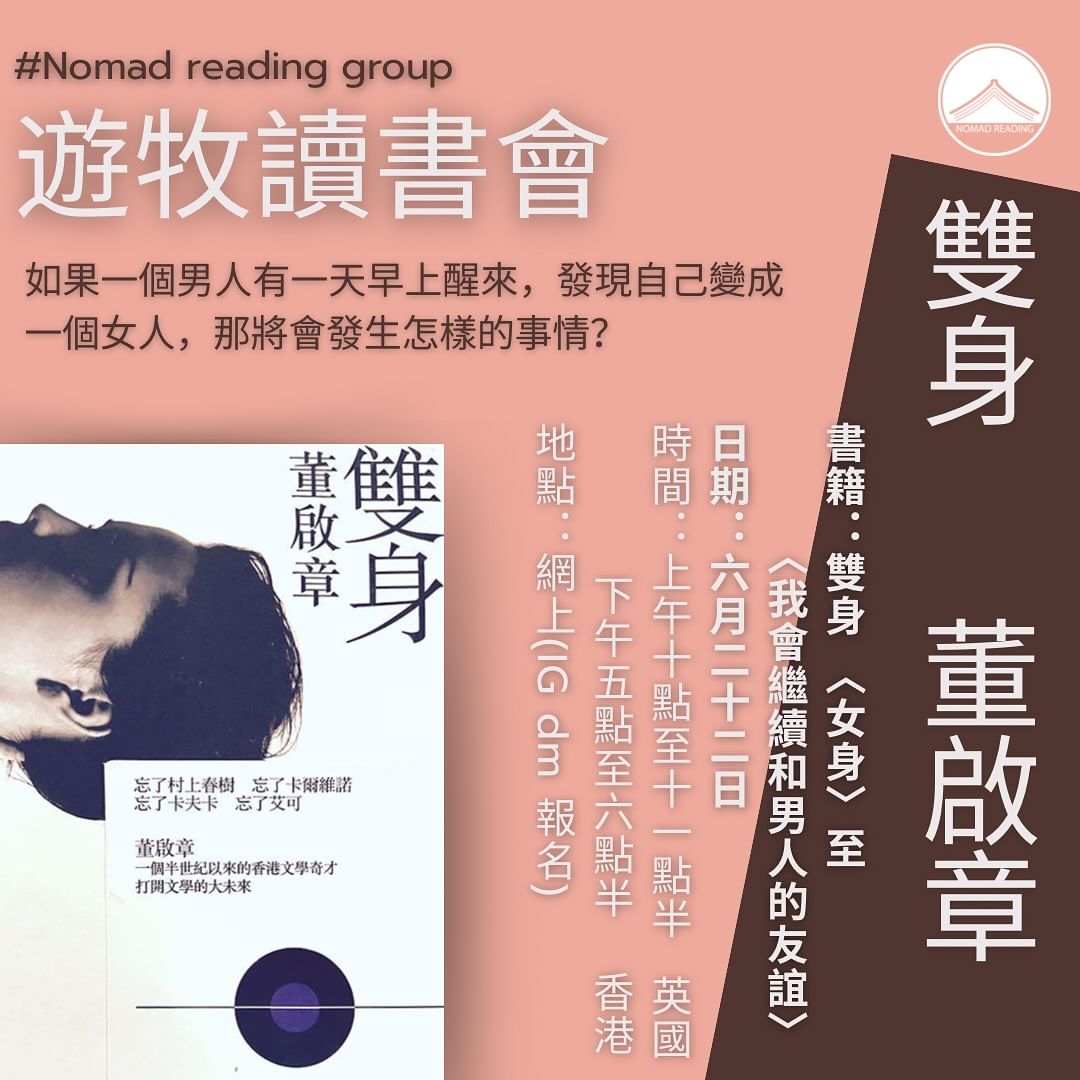 #Nomad reading group
遊牧讀書會
NOMAD READING
如果一個男人有一天早上醒來，發現自己變成
一個女人，那將會發生怎樣的事情？
雙身 董啟章
書籍：雙身〈女身〉至
〈我會繼續和男人的友誼〉
日期：六月二十二日
時間：上午十點至十一點半 英國
下午五點至六點半 香港
地點：網上(IG dm 報名)
雙身
董啟章
忘了村上春樹 忘了卡爾維諾
忘了卡夫卡 忘了艾可
董啟章
一個半世紀以來的香港文學奇才
打開文學的大未來